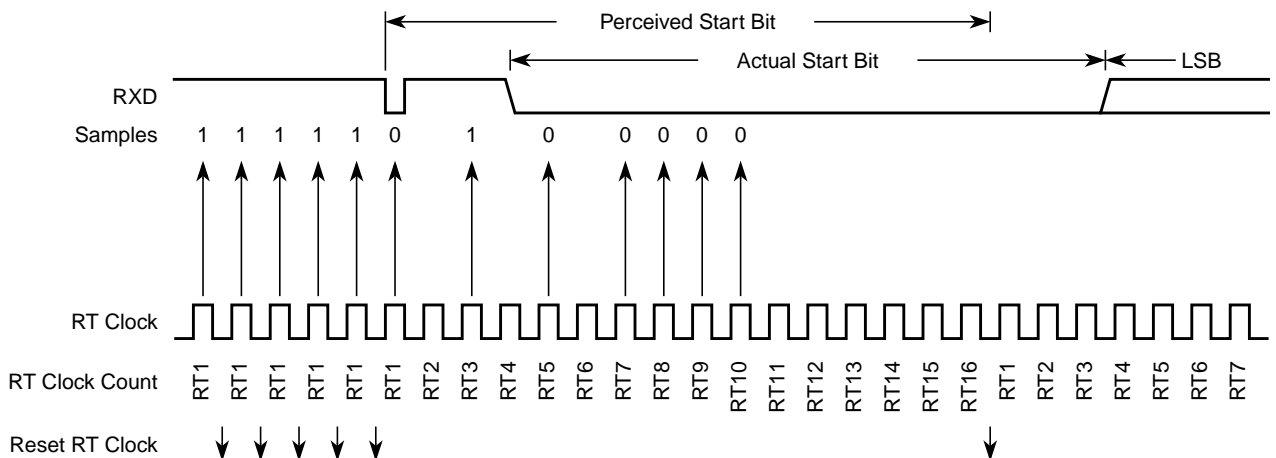 Perceived Start Bit
Actual Start Bit LSB
RXD
Samples 1 1 1 1 1 0 1 0 0 0 0 0
RT Clock
RT Clock Count RT1 RT1 RT1 RT1 RT1 RT1 RT2 RT3 RT4 RT5 RT6 RT7 RT8 RT9 RT10 RT11 RT12 RT13 RT14 RT15 RT16 RT1 RT2 RT3 RT4 RT5 RT6 RT7
Reset RT Clock